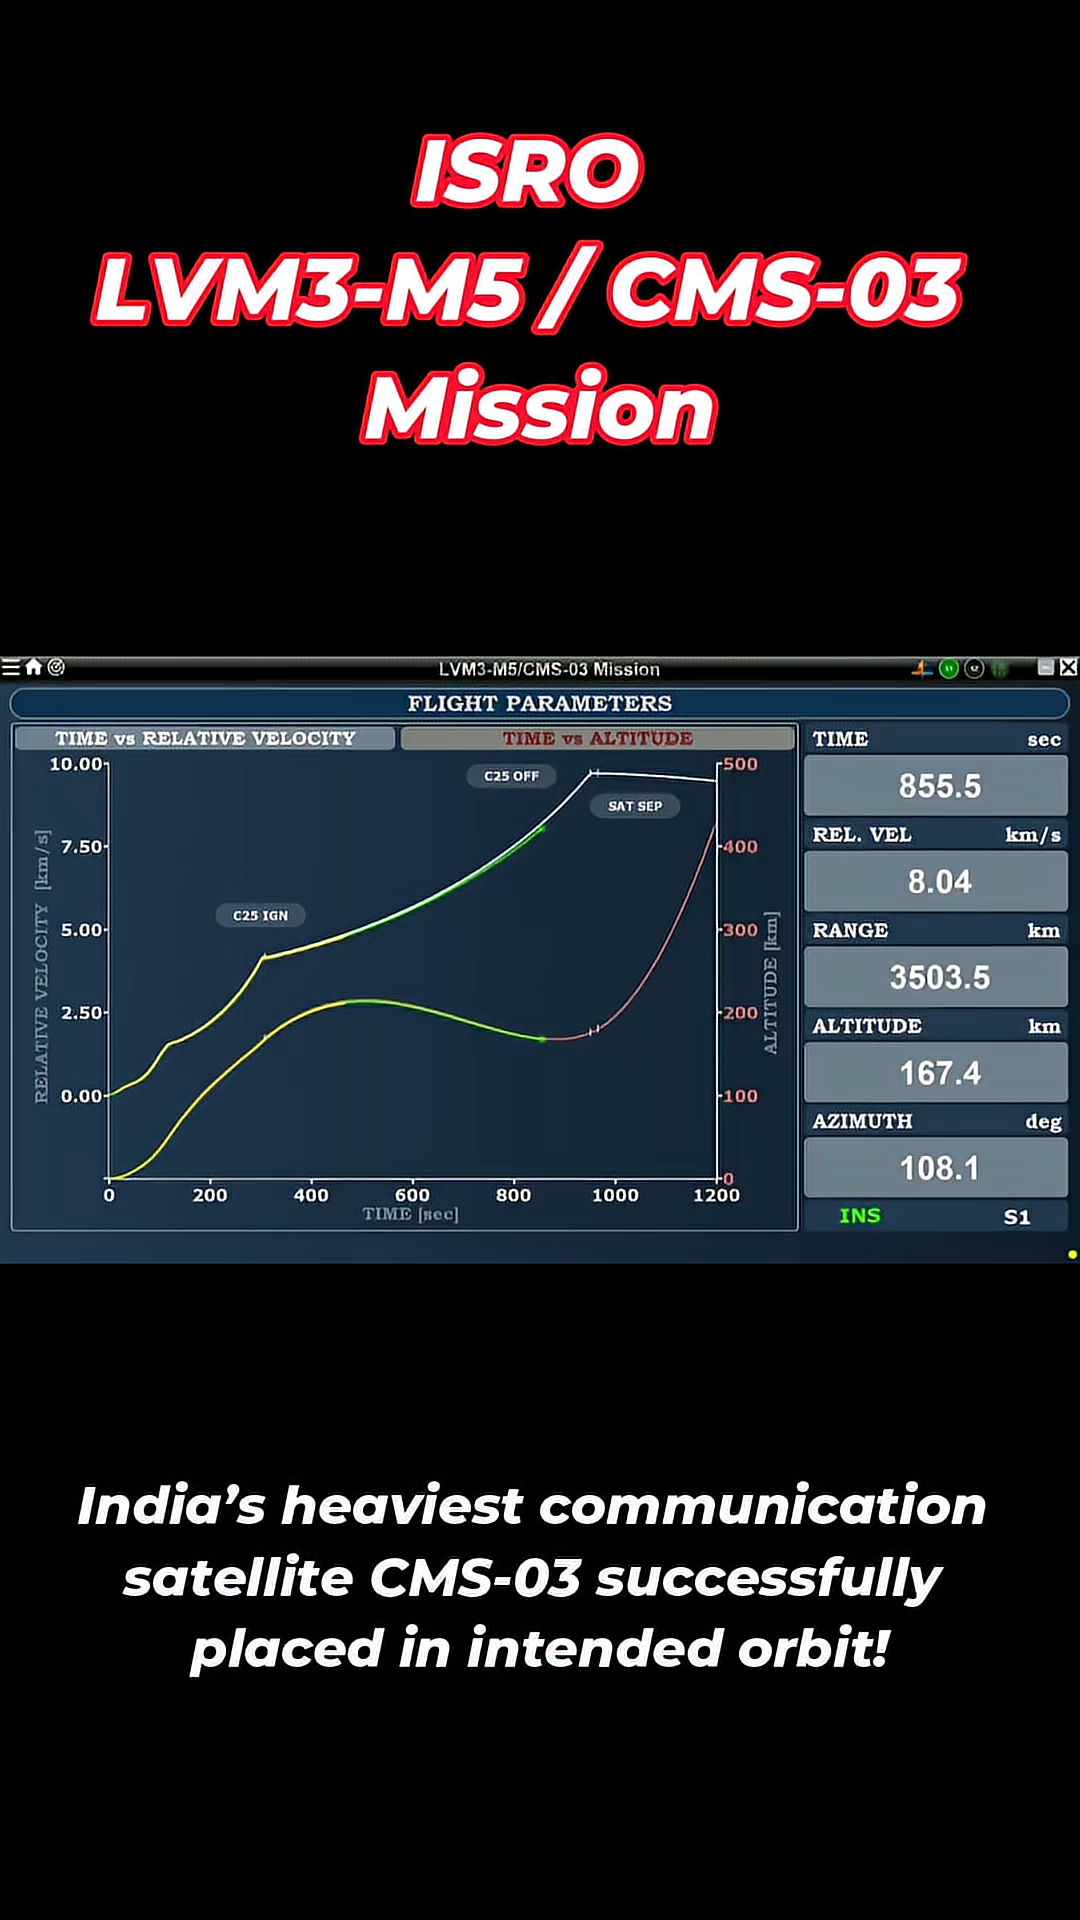 ISRO
LVM3-M5 / CMS-03
Mission
LVM3-M5/CMS-03 Mission
FLIGHT PARAMETERS
TIME vs RELATIVE VELOCITY
TIME vs ALTITUDE
RELATIVE VELOCITY [km/s]
10.00
7.50
5.00
2.50
0.00
C25 IGN
C25 OFF
SAT SEP
500
400
300
200
100
0
ALTITUDE [km]
0 200 400 600 800 1000 1200
TIME [sec]
TIME sec
855.5
REL. VEL km/s
8.04
RANGE km
3503.5
ALTITUDE km
167.4
AZIMUTH deg
108.1
INS S1
India’s heaviest communication
satellite CMS-03 successfully
placed in intended orbit!